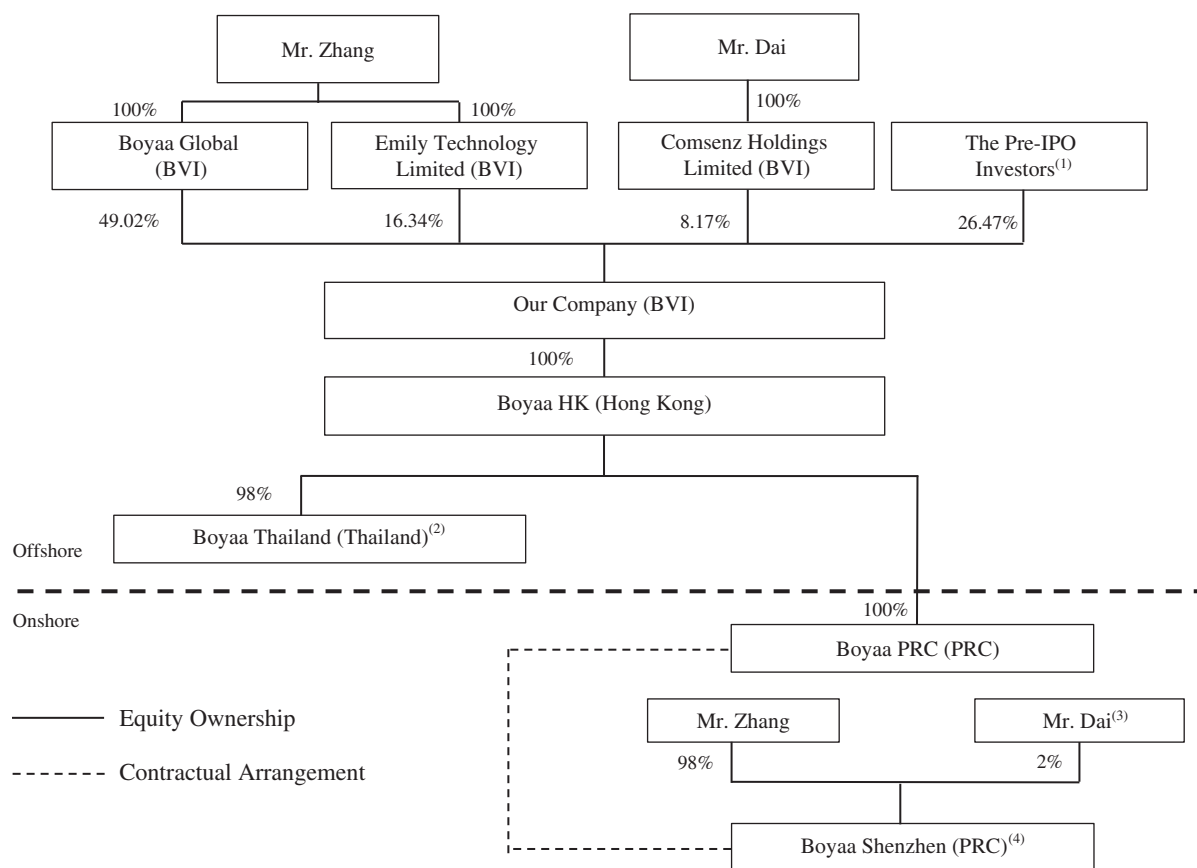 Mr. Zhang
Mr. Dai
100%
100%
100%
Boyaa Global
(BVI)
Emily Technology
Limited (BVI)
Comsenz Holdings
Limited (BVI)
The Pre-IPO
Investors(1)
49.02%
16.34%
8.17%
26.47%
Our Company (BVI)
100%
Boyaa HK (Hong Kong)
98%
Boyaa Thailand (Thailand)(2)
Offshore
Onshore
100%
Boyaa PRC (PRC)
Equity Ownership
Mr. Zhang
Mr. Dai(3)
Contractual Arrangement
98%
2%
Boyaa Shenzhen (PRC)(4)